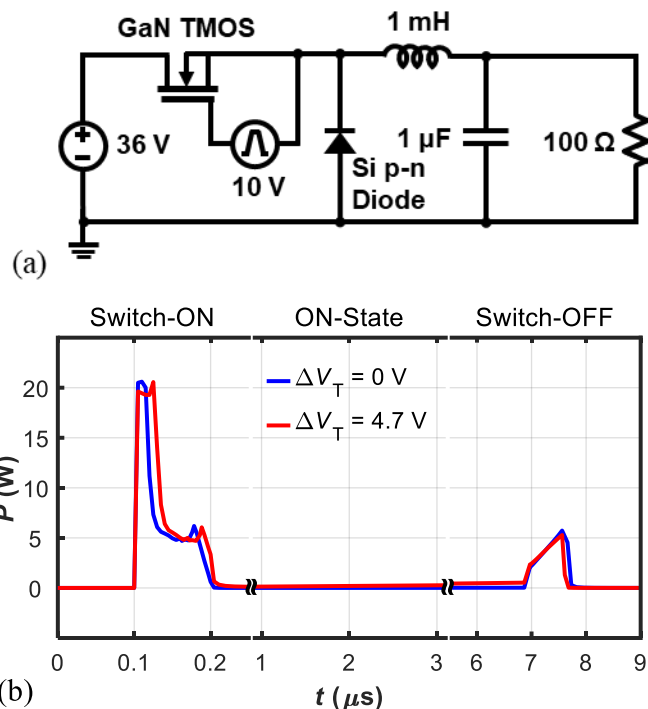 GaN TMOS
1 mH
36 V
10 V
1 µF
Si p-n
Diode
100 Ω
(a)
Switch-ON
ON-State
Switch-OFF
ΔV_T = 0 V
ΔV_T = 4.7 V
P (W)
20
15
10
5
0
0
0.1
0.2
1
2
3
6
7
8
9
t (μs)
(b)